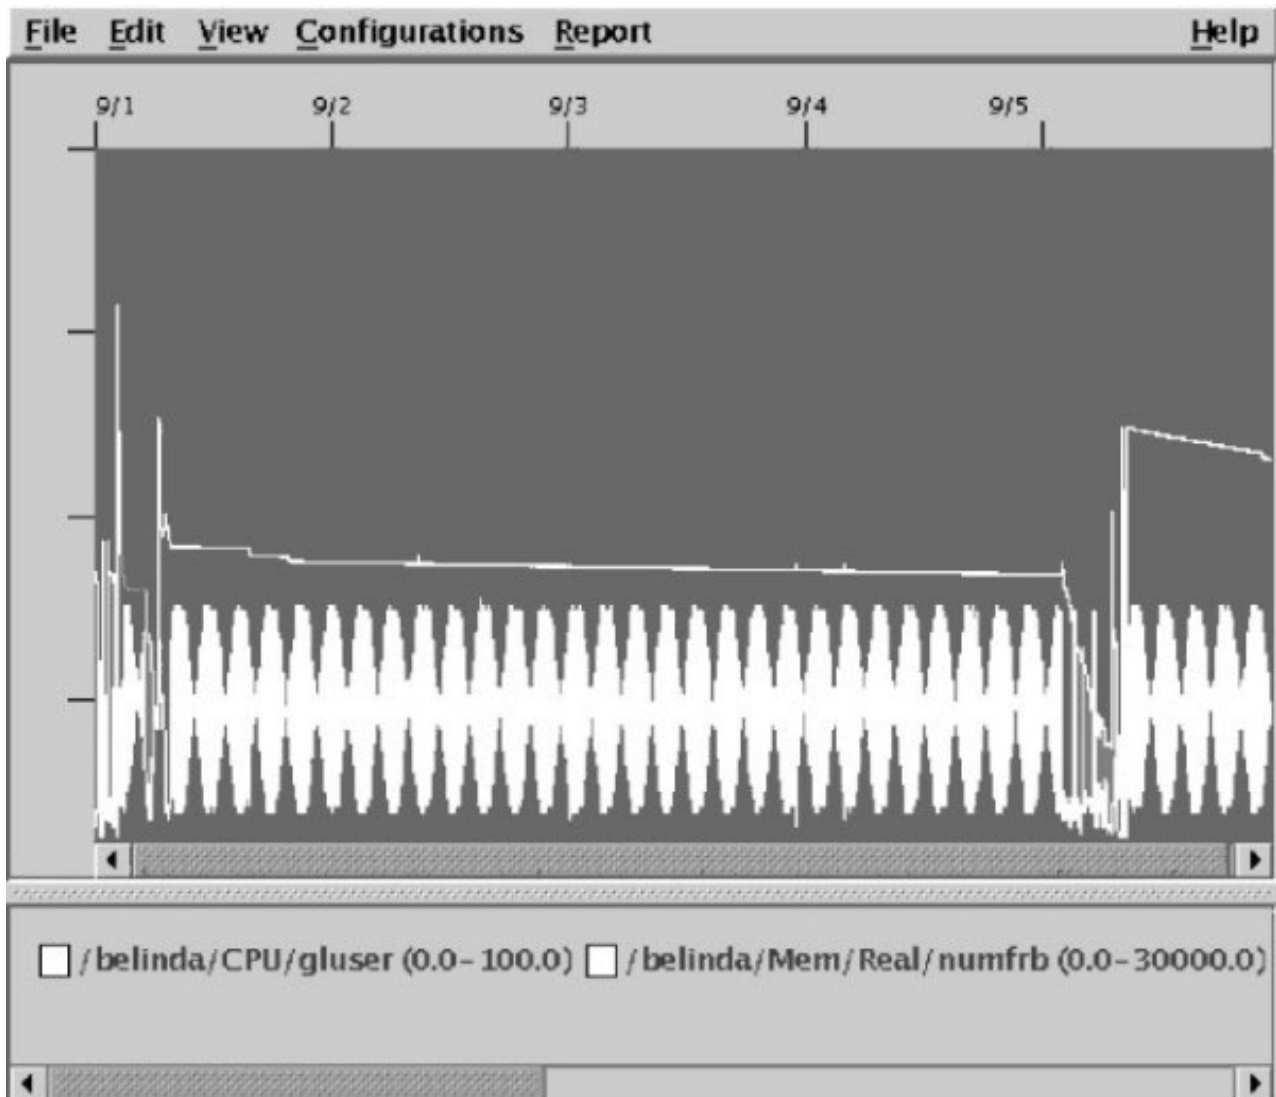 File Edit View Configurations Report Help
9/1 9/2 9/3 9/4 9/5
/belinda/CPU/gluser (0.0-100.0) /belinda/Mem/Real/numfrb (0.0-30000.0)